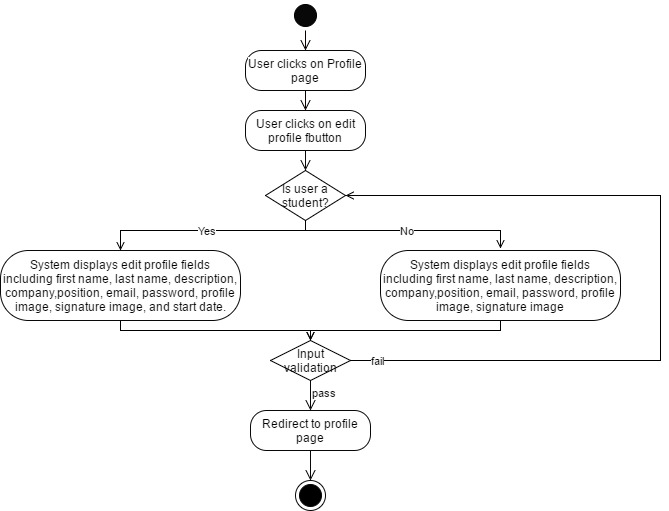 User clicks on Profile
page
User clicks on edit
profile fbutton
Is user a
student?
Yes
No
System displays edit profile fields
including first name, last name, description,
company,position, email, password, profile
image, signature image, and start date.
System displays edit profile fields
including first name, last name, description,
company,position, email, password, profile
image, signature image
Input
validation
fail
pass
Redirect to profile
page